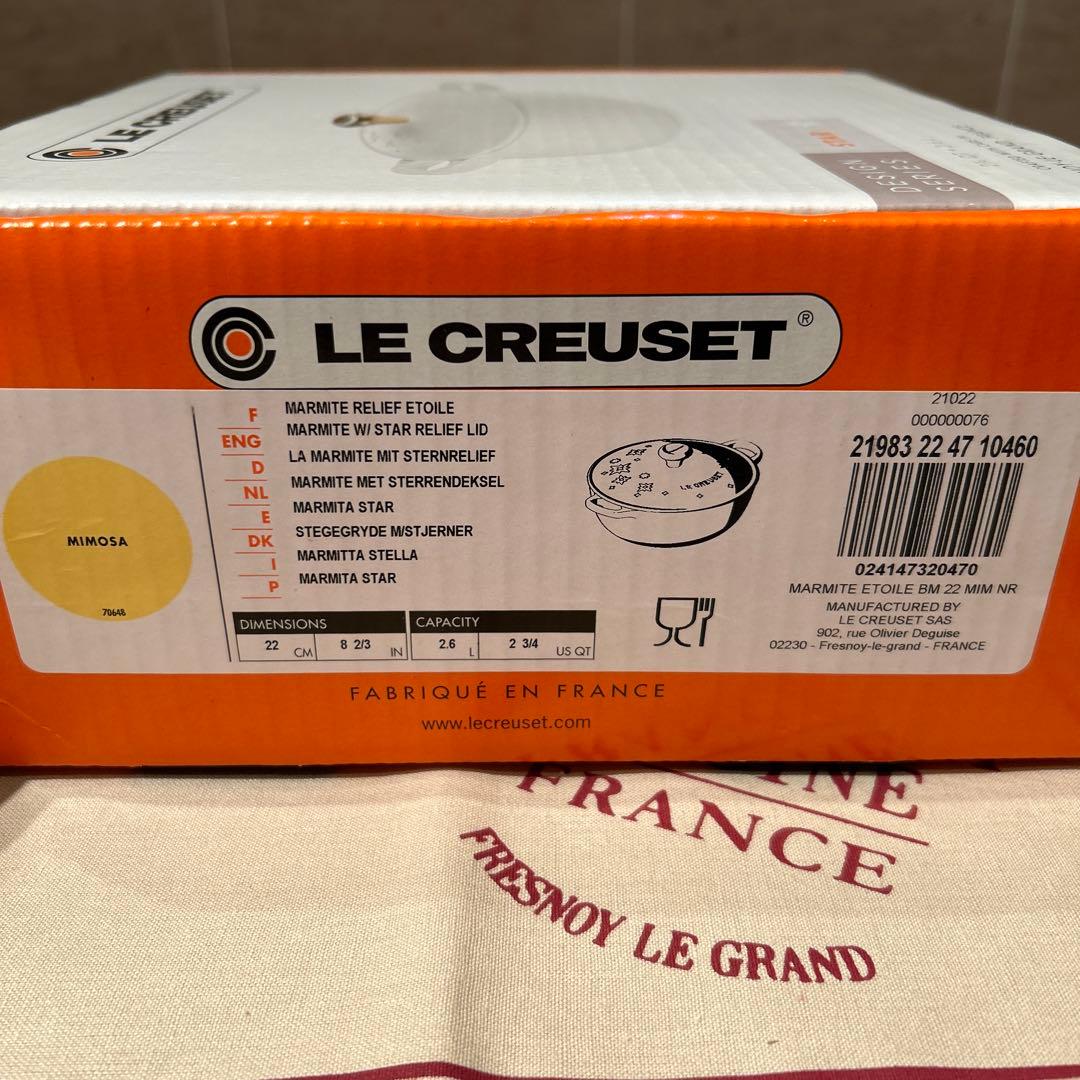 LE CREUSET
DESIGN
SERIES
STAR
LE CREUSET®
F MARMITE RELIEF ETOILE
ENG MARMITE W/ STAR RELIEF LID
D LA MARMITE MIT STERNRELIEF
NL MARMITE MET STERRENDEKSEL
E MARMITA STAR
DK STEGEGRYDE M/STJERNER
I MARMITTA STELLA
P MARMITA STAR
MIMOSA
70648
DIMENSIONS CAPACITY
22 CM 8 2/3 IN 2.6 L 2 3/4 US QT
LE CREUSET
21022
000000076
21983 22 47 10460
024147320470
MARMITE ETOILE BM 22 MIM NR
MANUFACTURED BY
LE CREUSET SAS
902, rue Olivier Deguise
02230 - Fresnoy-le-grand - FRANCE
FABRIQUÉ EN FRANCE
www.lecreuset.com
FRANCE
FRESNOY LE GRAND